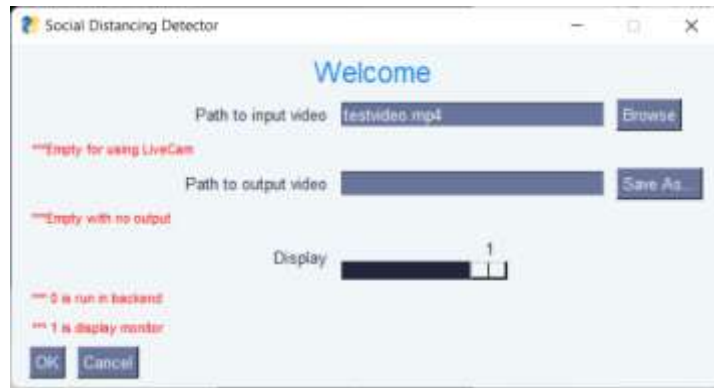 Social Distancing Detector
Welcome
Path to input video testvideo.mp4 Browse
***Empty for using LiveCam
Path to output video Save As...
***Empty with no output
Display 1
*** 0 is run in backend
*** 1 is display monitor
OK Cancel